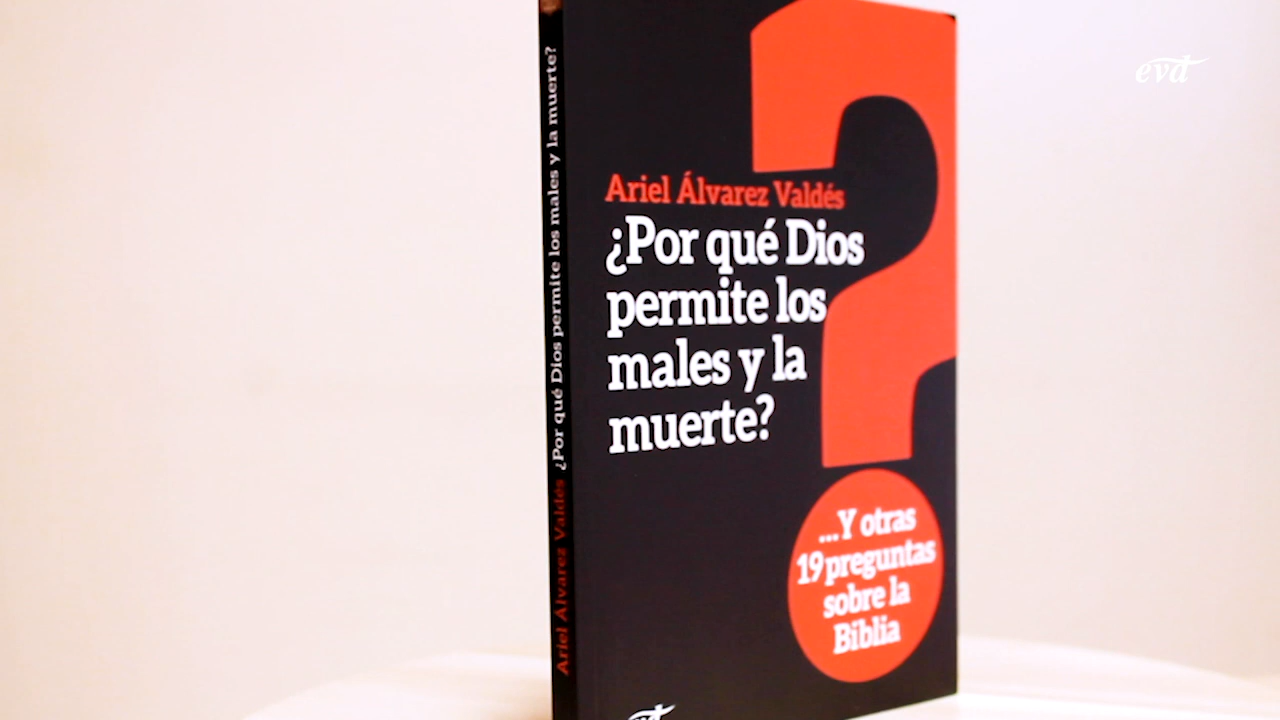 evd
Ariel Álvarez Valdés ¿Por qué Dios permite los males y la muerte?
Ariel Álvarez Valdés
¿Por qué Dios
permite los
males y la
muerte?
...Y otras
19 preguntas
sobre la
Biblia
evd